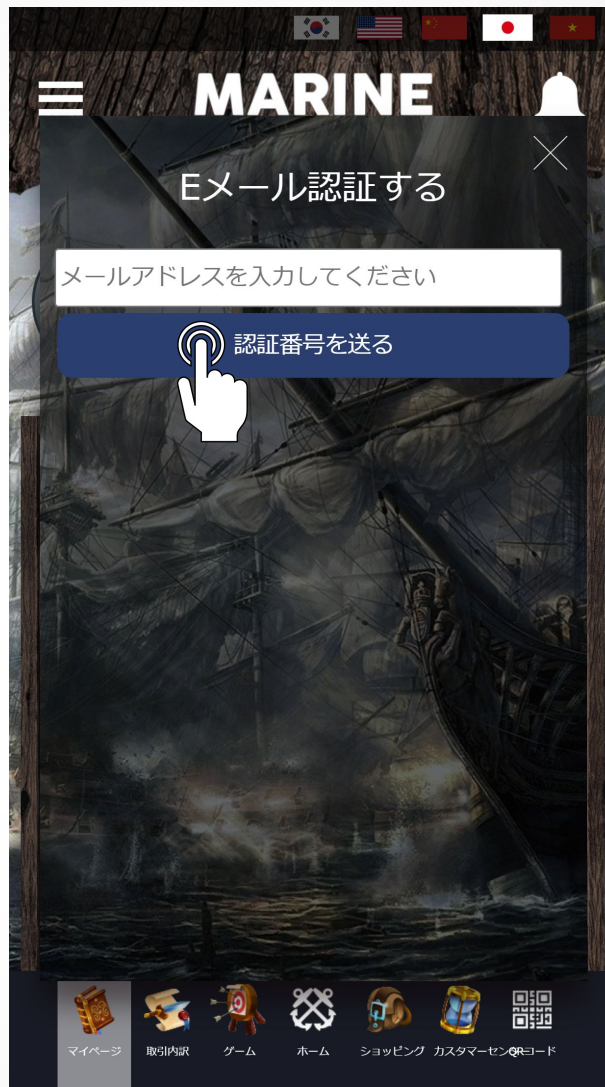 MARINE
Eメール認証する
メールアドレスを入力してください
認証番号を送る
マイページ 取引内訳 ゲーム ホーム ショッピング カスタマーセンター QRコード